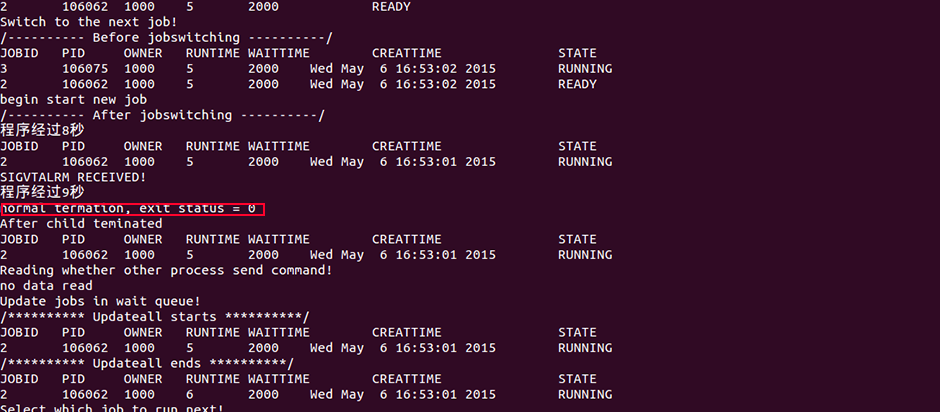 2 106062 1000 5 2000 READY
Switch to the next job!
/---------- Before jobswitching ----------/
JOBID PID OWNER RUNTIME WAITTIME CREATTIME STATE
3 106075 1000 5 2000 Wed May 6 16:53:02 2015 RUNNING
2 106062 1000 5 2000 Wed May 6 16:53:02 2015 READY
begin start new job
/---------- After jobswitching ----------/
程序经过8秒
JOBID PID OWNER RUNTIME WAITTIME CREATTIME STATE
2 106062 1000 5 2000 Wed May 6 16:53:01 2015 RUNNING
SIGVTALRM RECEIVED!
程序经过9秒
normal termation, exit status = 0
After child teminated
JOBID PID OWNER RUNTIME WAITTIME CREATTIME STATE
2 106062 1000 5 2000 Wed May 6 16:53:01 2015 RUNNING
Reading whether other process send command!
no data read
Update jobs in wait queue!
/********** Updateall starts **********/
JOBID PID OWNER RUNTIME WAITTIME CREATTIME STATE
2 106062 1000 5 2000 Wed May 6 16:53:01 2015 RUNNING
/********** Updateall ends **********/
JOBID PID OWNER RUNTIME WAITTIME CREATTIME STATE
2 106062 1000 6 2000 Wed May 6 16:53:01 2015 RUNNING
Select which job to run next!